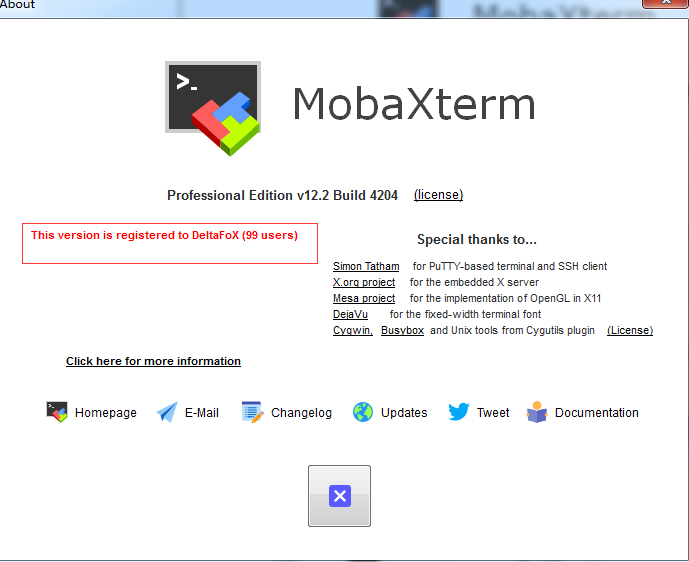 About
MobaXterm
>_
MobaXterm
Professional Edition v12.2 Build 4204 (license)
This version is registered to DeltaFoX (99 users)
Special thanks to...
Simon Tatham for PuTTY-based terminal and SSH client
X.org project for the embedded X server
Mesa project for the implementation of OpenGL in X11
DejaVu for the fixed-width terminal font
Cygwin, Busybox and Unix tools from Cygutils plugin (License)
Click here for more information
Homepage E-Mail Changelog Updates Tweet Documentation